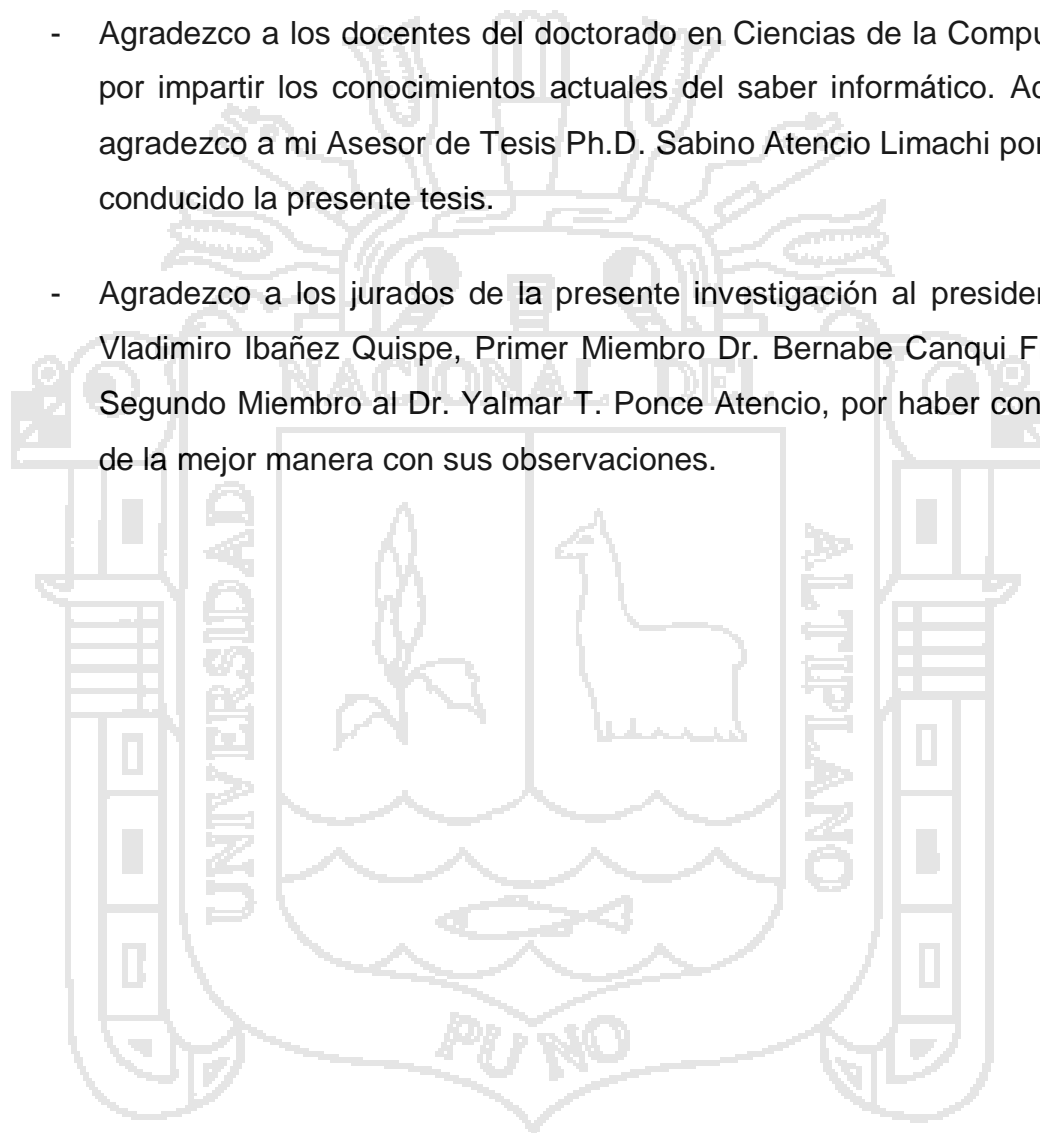 - Agradezco a los docentes del doctorado en Ciencias de la Compu
por impartir los conocimientos actuales del saber informático. Ad
agradezco a mi Asesor de Tesis Ph.D. Sabino Atencio Limachi por
conducido la presente tesis.
- Agradezco a los jurados de la presente investigación al preside
Vladimiro Ibañez Quispe, Primer Miembro Dr. Bernabe Canqui F
Segundo Miembro al Dr. Yalmar T. Ponce Atencio, por haber con
de la mejor manera con sus observaciones.
NACIONAL DEL
UNIVERSIDAD
ALTIPLANO
PUNO